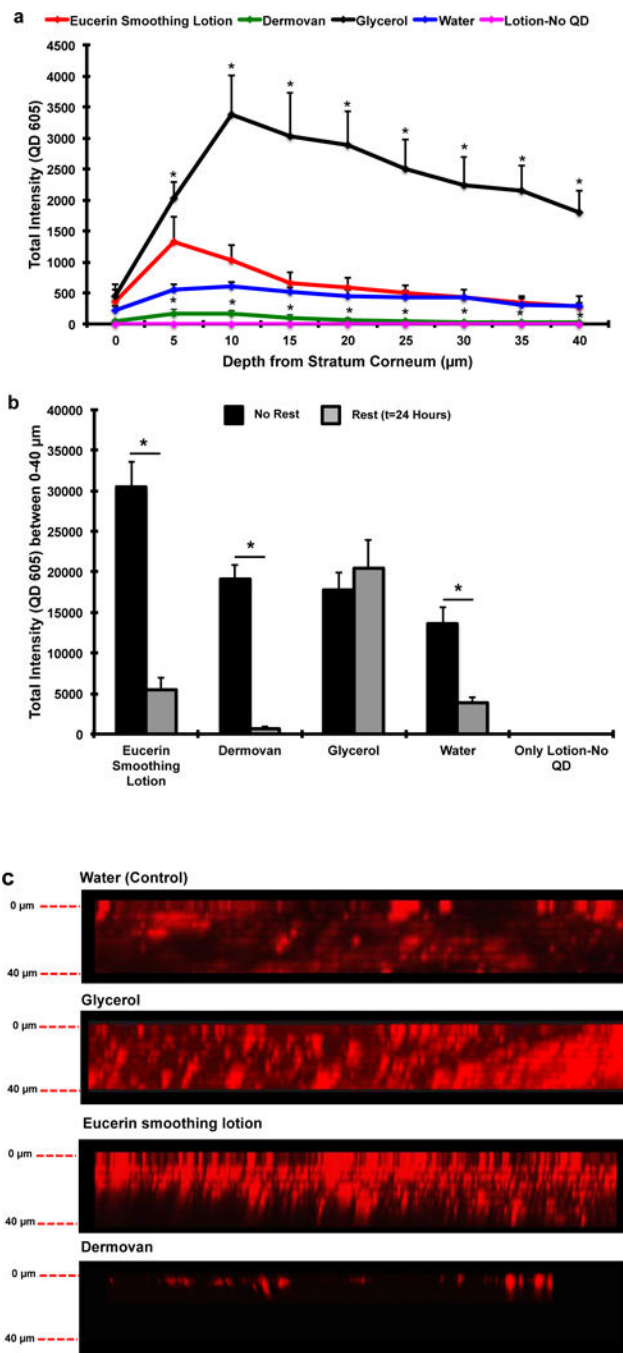 a
Eucerin Smoothing Lotion Dermovan Glycerol Water Lotion-No QD
Total Intensity (QD 605)
4500
4000
3500
3000
2500
2000
1500
1000
500
0
* * * * * * * *
* * * * * * * *
0 5 10 15 20 25 30 35 40
Depth from Stratum Corneum (µm)
b
No Rest Rest (t=24 Hours)
Total Intensity (QD 605) between 0-40 µm
40000
35000
30000
25000
20000
15000
10000
5000
0
* * *
Eucerin Smoothing Lotion
Dermovan
Glycerol
Water
Only Lotion-No QD
c
Water (Control)
0 µm
40 µm
Glycerol
0 µm
40 µm
Eucerin smoothing lotion
0 µm
40 µm
Dermovan
0 µm
40 µm